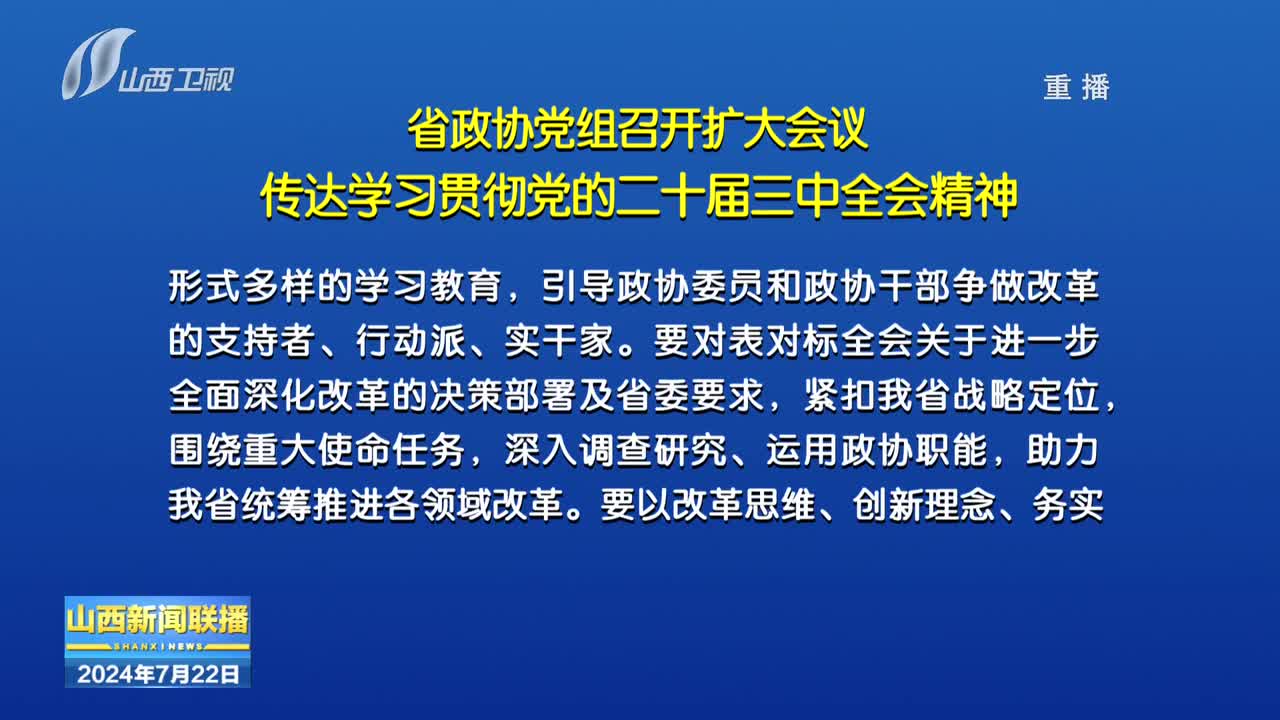 山西卫视
重播
省政协党组召开扩大会议
传达学习贯彻党的二十届三中全会精神
形式多样的学习教育，引导政协委员和政协干部争做改革
的支持者、行动派、实干家。要对表对标全会关于进一步
全面深化改革的决策部署及省委要求，紧扣我省战略定位，
围绕重大使命任务，深入调查研究、运用政协职能，助力
我省统筹推进各领域改革。要以改革思维、创新理念、务实
山西新闻联播
SHANXI NEWS
2024年7月22日